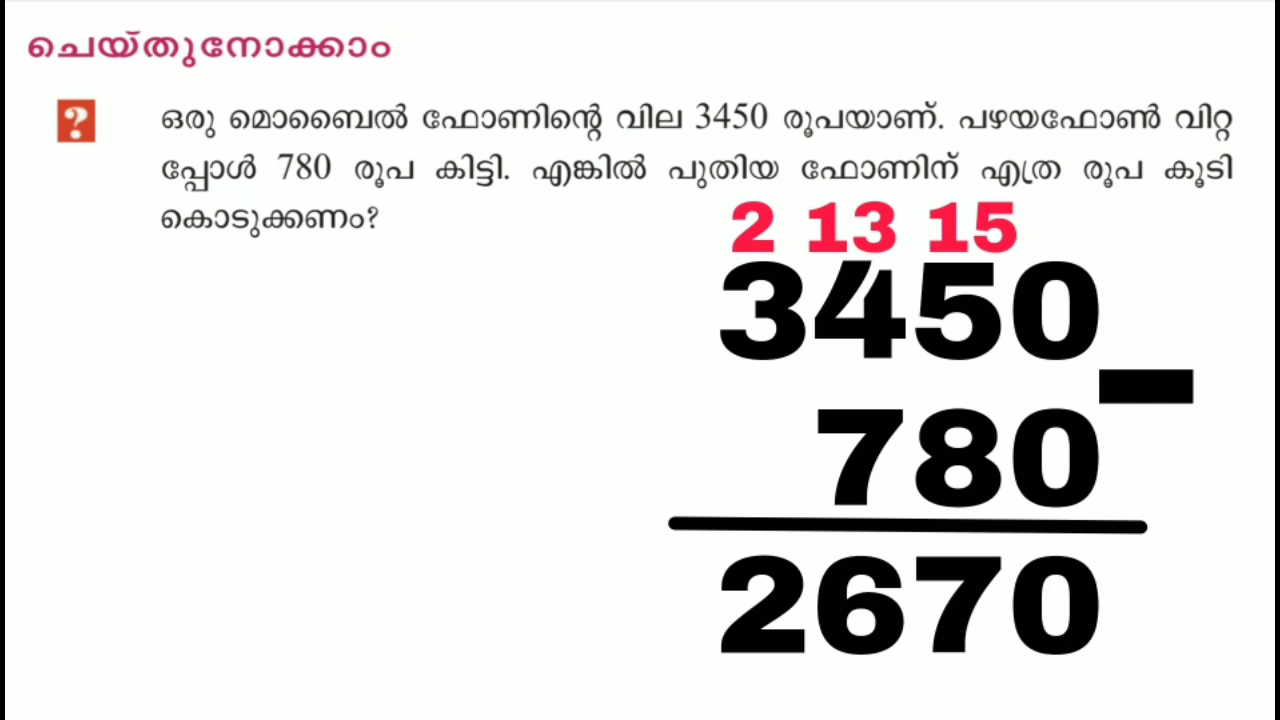 ചെയ്തുനോക്കാം
? ഒരു മൊബൈൽ ഫോണിന്റെ വില 3450 രൂപയാണ്. പഴയഫോൺ വിറ്റ
പ്പോൾ 780 രൂപ കിട്ടി. എങ്കിൽ പുതിയ ഫോണിന് എത്ര രൂപ കൂടി
കൊടുക്കണം?
2 13 15
3450
-
780
2670